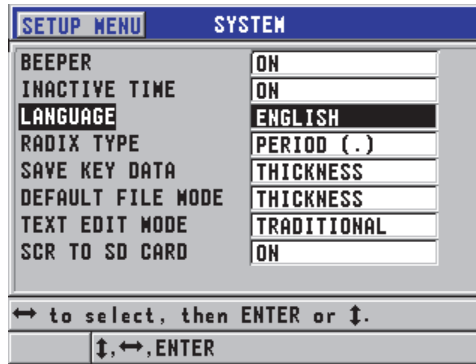 SETUP MENU SYSTEM
BEEPER ON
INACTIVE TIME ON
LANGUAGE ENGLISH
RADIX TYPE PERIOD (.)
SAVE KEY DATA THICKNESS
DEFAULT FILE MODE THICKNESS
TEXT EDIT MODE TRADITIONAL
SCR TO SD CARD ON
↔ to select, then ENTER or ↕.
↕,↔,ENTER